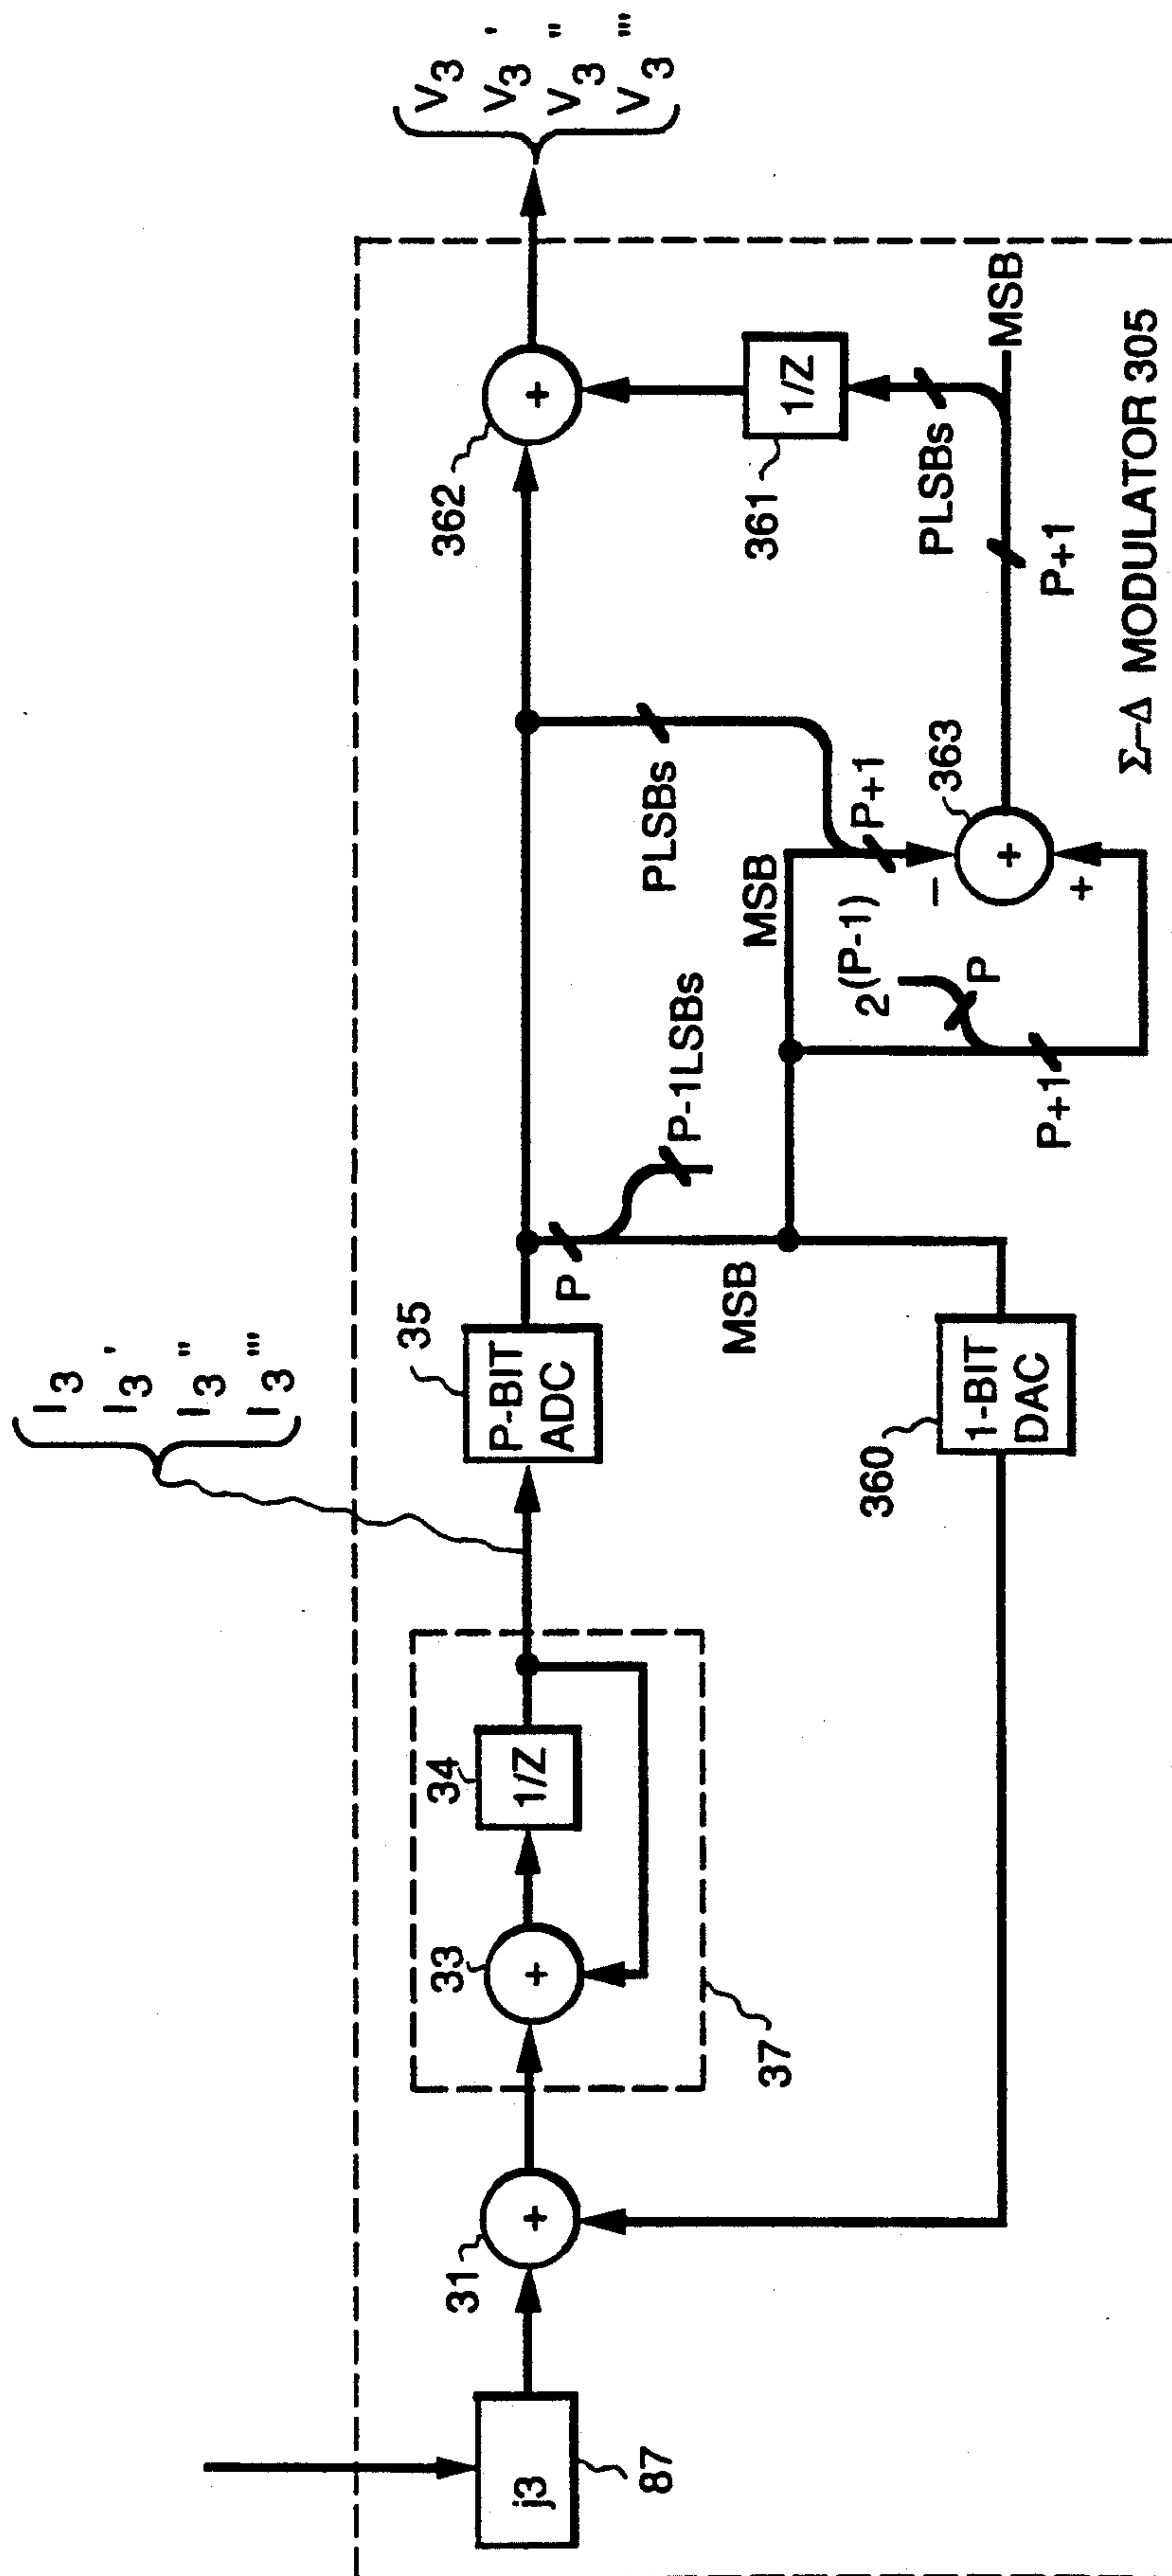 I3
I3'
I3"
I3'''
V3
V3'
V3"
V3'''
j3
87
31
+
33
+
34
1/Z
37
35
P-BIT
ADC
P
P-1LSBs
MSB
360
1-BIT
DAC
PLSBs
MSB
P+1
2(P-1)
P
P+1
−
+
+
363
P+1
MSB
PLSBs
361
1/Z
362
+
Σ-Δ MODULATOR 305